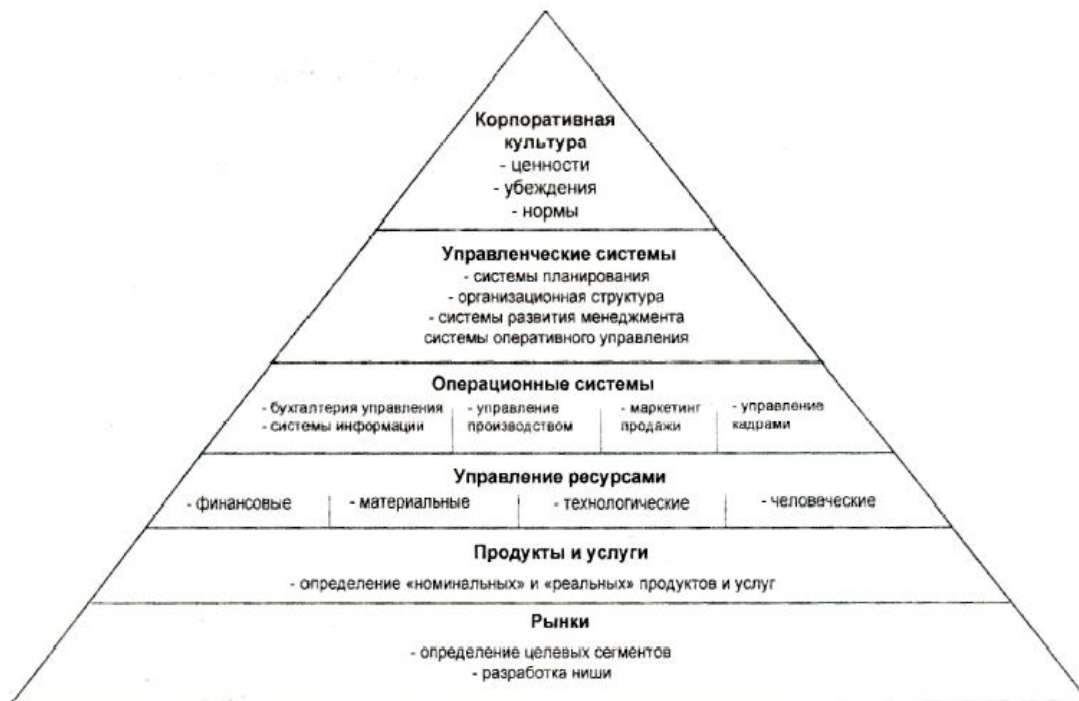 Корпоративная
культура
- ценности
- убеждения
- нормы
Управленческие системы
- системы планирования
- организационная структура
- системы развития менеджмента
системы оперативного управления
Операционные системы
- бухгалтерия управления
- системы информации
- управление
производством
- маркетинг
продажи
- управление
кадрами
Управление ресурсами
- финансовые
- материальные
- технологические
- человеческие
Продукты и услуги
- определение «номинальных» и «реальных» продуктов и услуг
Рынки
- определение целевых сегментов
- разработка ниши